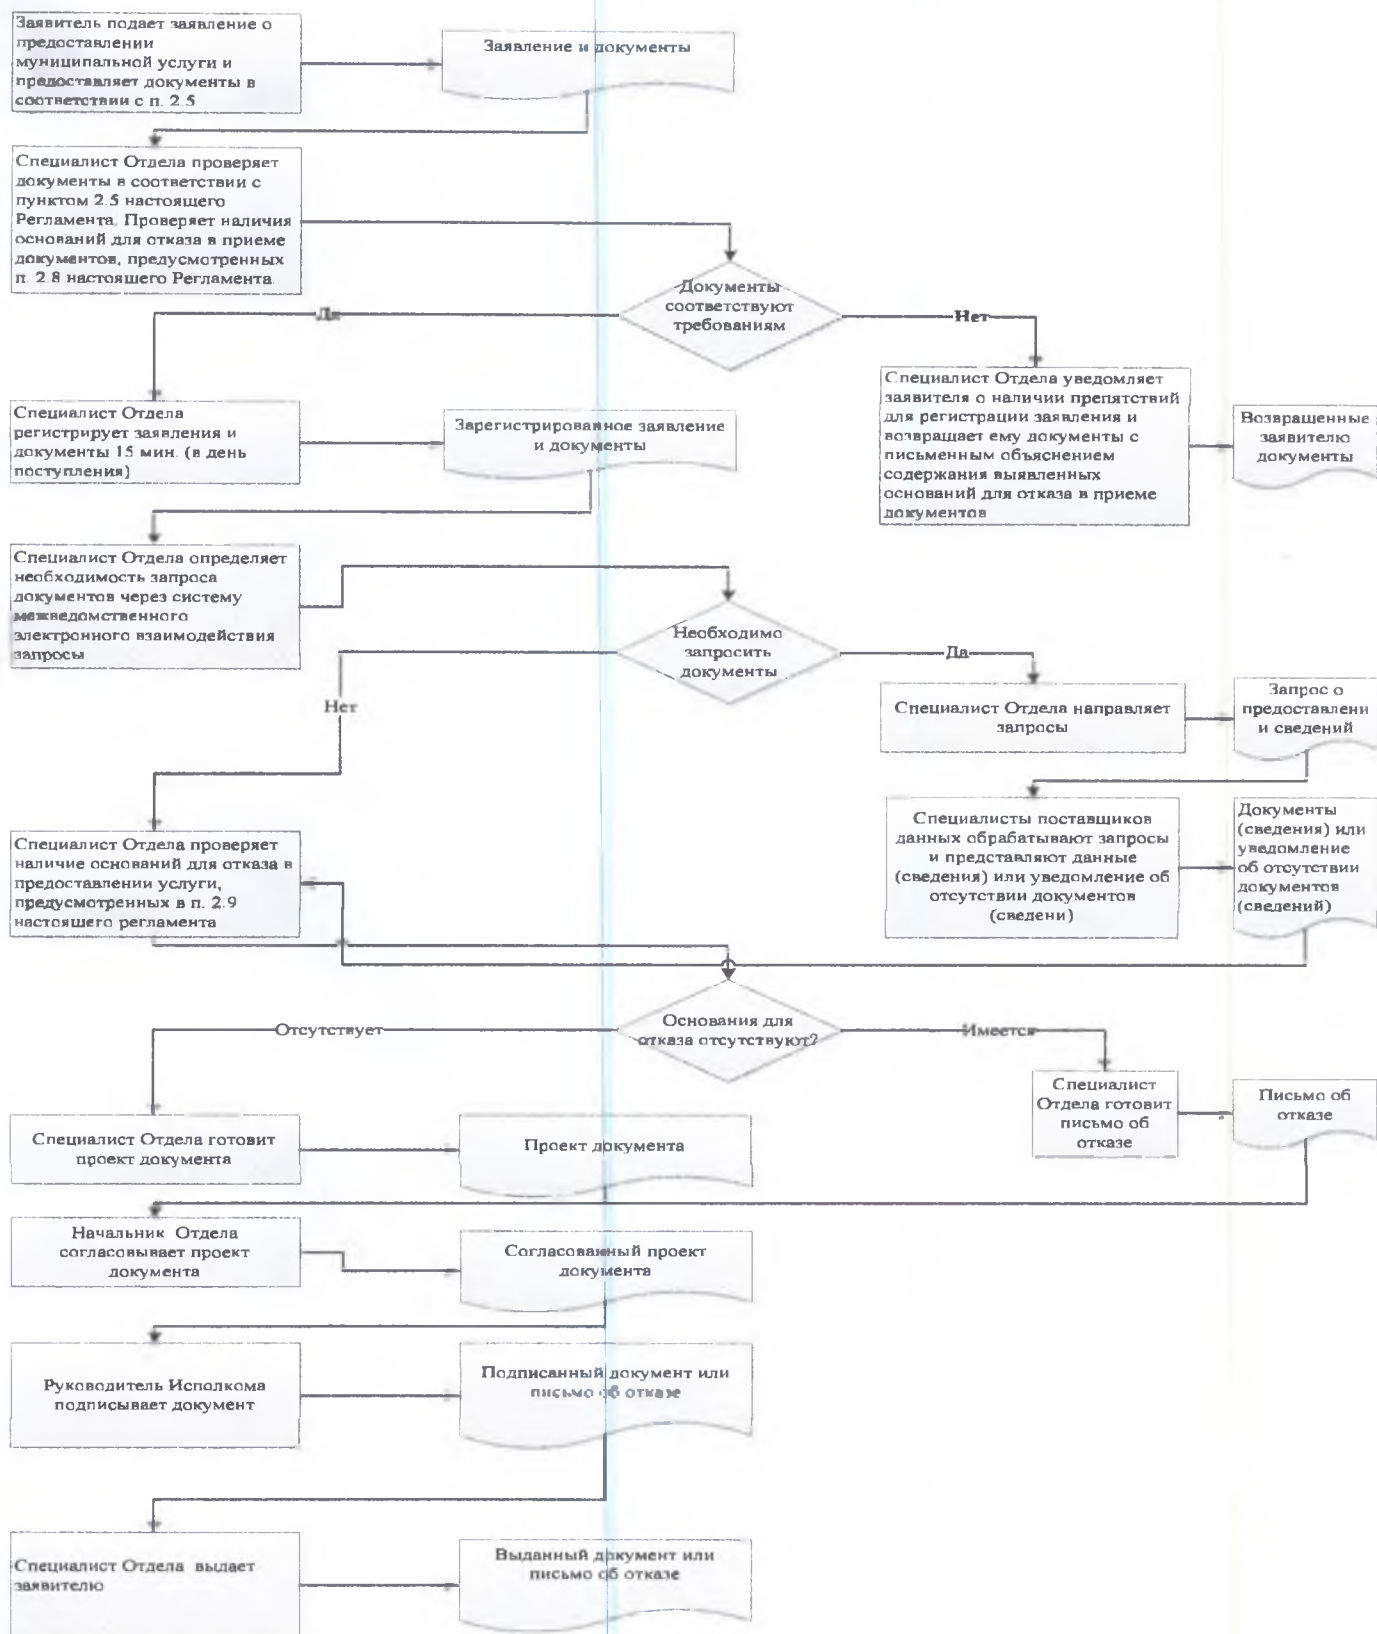 Заявитель подает заявление о
предоставлении
муниципальной услуги и
предоставляет документы в
соответствии с п. 2.5
Заявление и документы
Специалист Отдела проверяет
документы в соответствии с
пунктом 2.5 настоящего
Регламента. Проверяет наличия
оснований для отказа в приеме
документов, предусмотренных
п. 2.8 настоящего Регламента.
Документы
соответствуют
требованиям
Да
Нет
Специалист Отдела уведомляет
заявителя о наличии препятствий
для регистрации заявления и
возвращает ему документы с
письменным объяснением
содержания выявленных
оснований для отказа в приеме
документов
Возвращенные
заявителю
документы
Специалист Отдела
регистрирует заявления и
документы 15 мин. (в день
поступления)
Зарегистрированное заявление
и документы
Специалист Отдела определяет
необходимость запроса
документов через систему
межведомственного
электронного взаимодействия
запросы
Необходимо
запросить
документы
Да
Нет
Специалист Отдела направляет
запросы
Запрос о
предоставлени
и сведений
Специалисты поставщиков
данных обрабатывают запросы
и представляют данные
(сведения) или уведомление об
отсутствии документов
(сведени)
Документы
(сведения) или
уведомление
об отсутствии
документов
(сведений)
Специалист Отдела проверяет
наличие оснований для отказа в
предоставлении услуги,
предусмотренных в п. 2.9
настоящего регламента
Основания для
отказа отсутствуют?
Отсутствует
Имеется
Специалист
Отдела готовит
письмо об
отказе
Письмо об
отказе
Специалист Отдела готовит
проект документа
Проект документа
Начальник Отдела
согласовывает проект
документа
Согласованный проект
документа
Руководитель Исполкома
подписывает документ
Подписанный документ или
письмо об отказе
Специалист Отдела выдает
заявителю
Выданный документ или
письмо об отказе